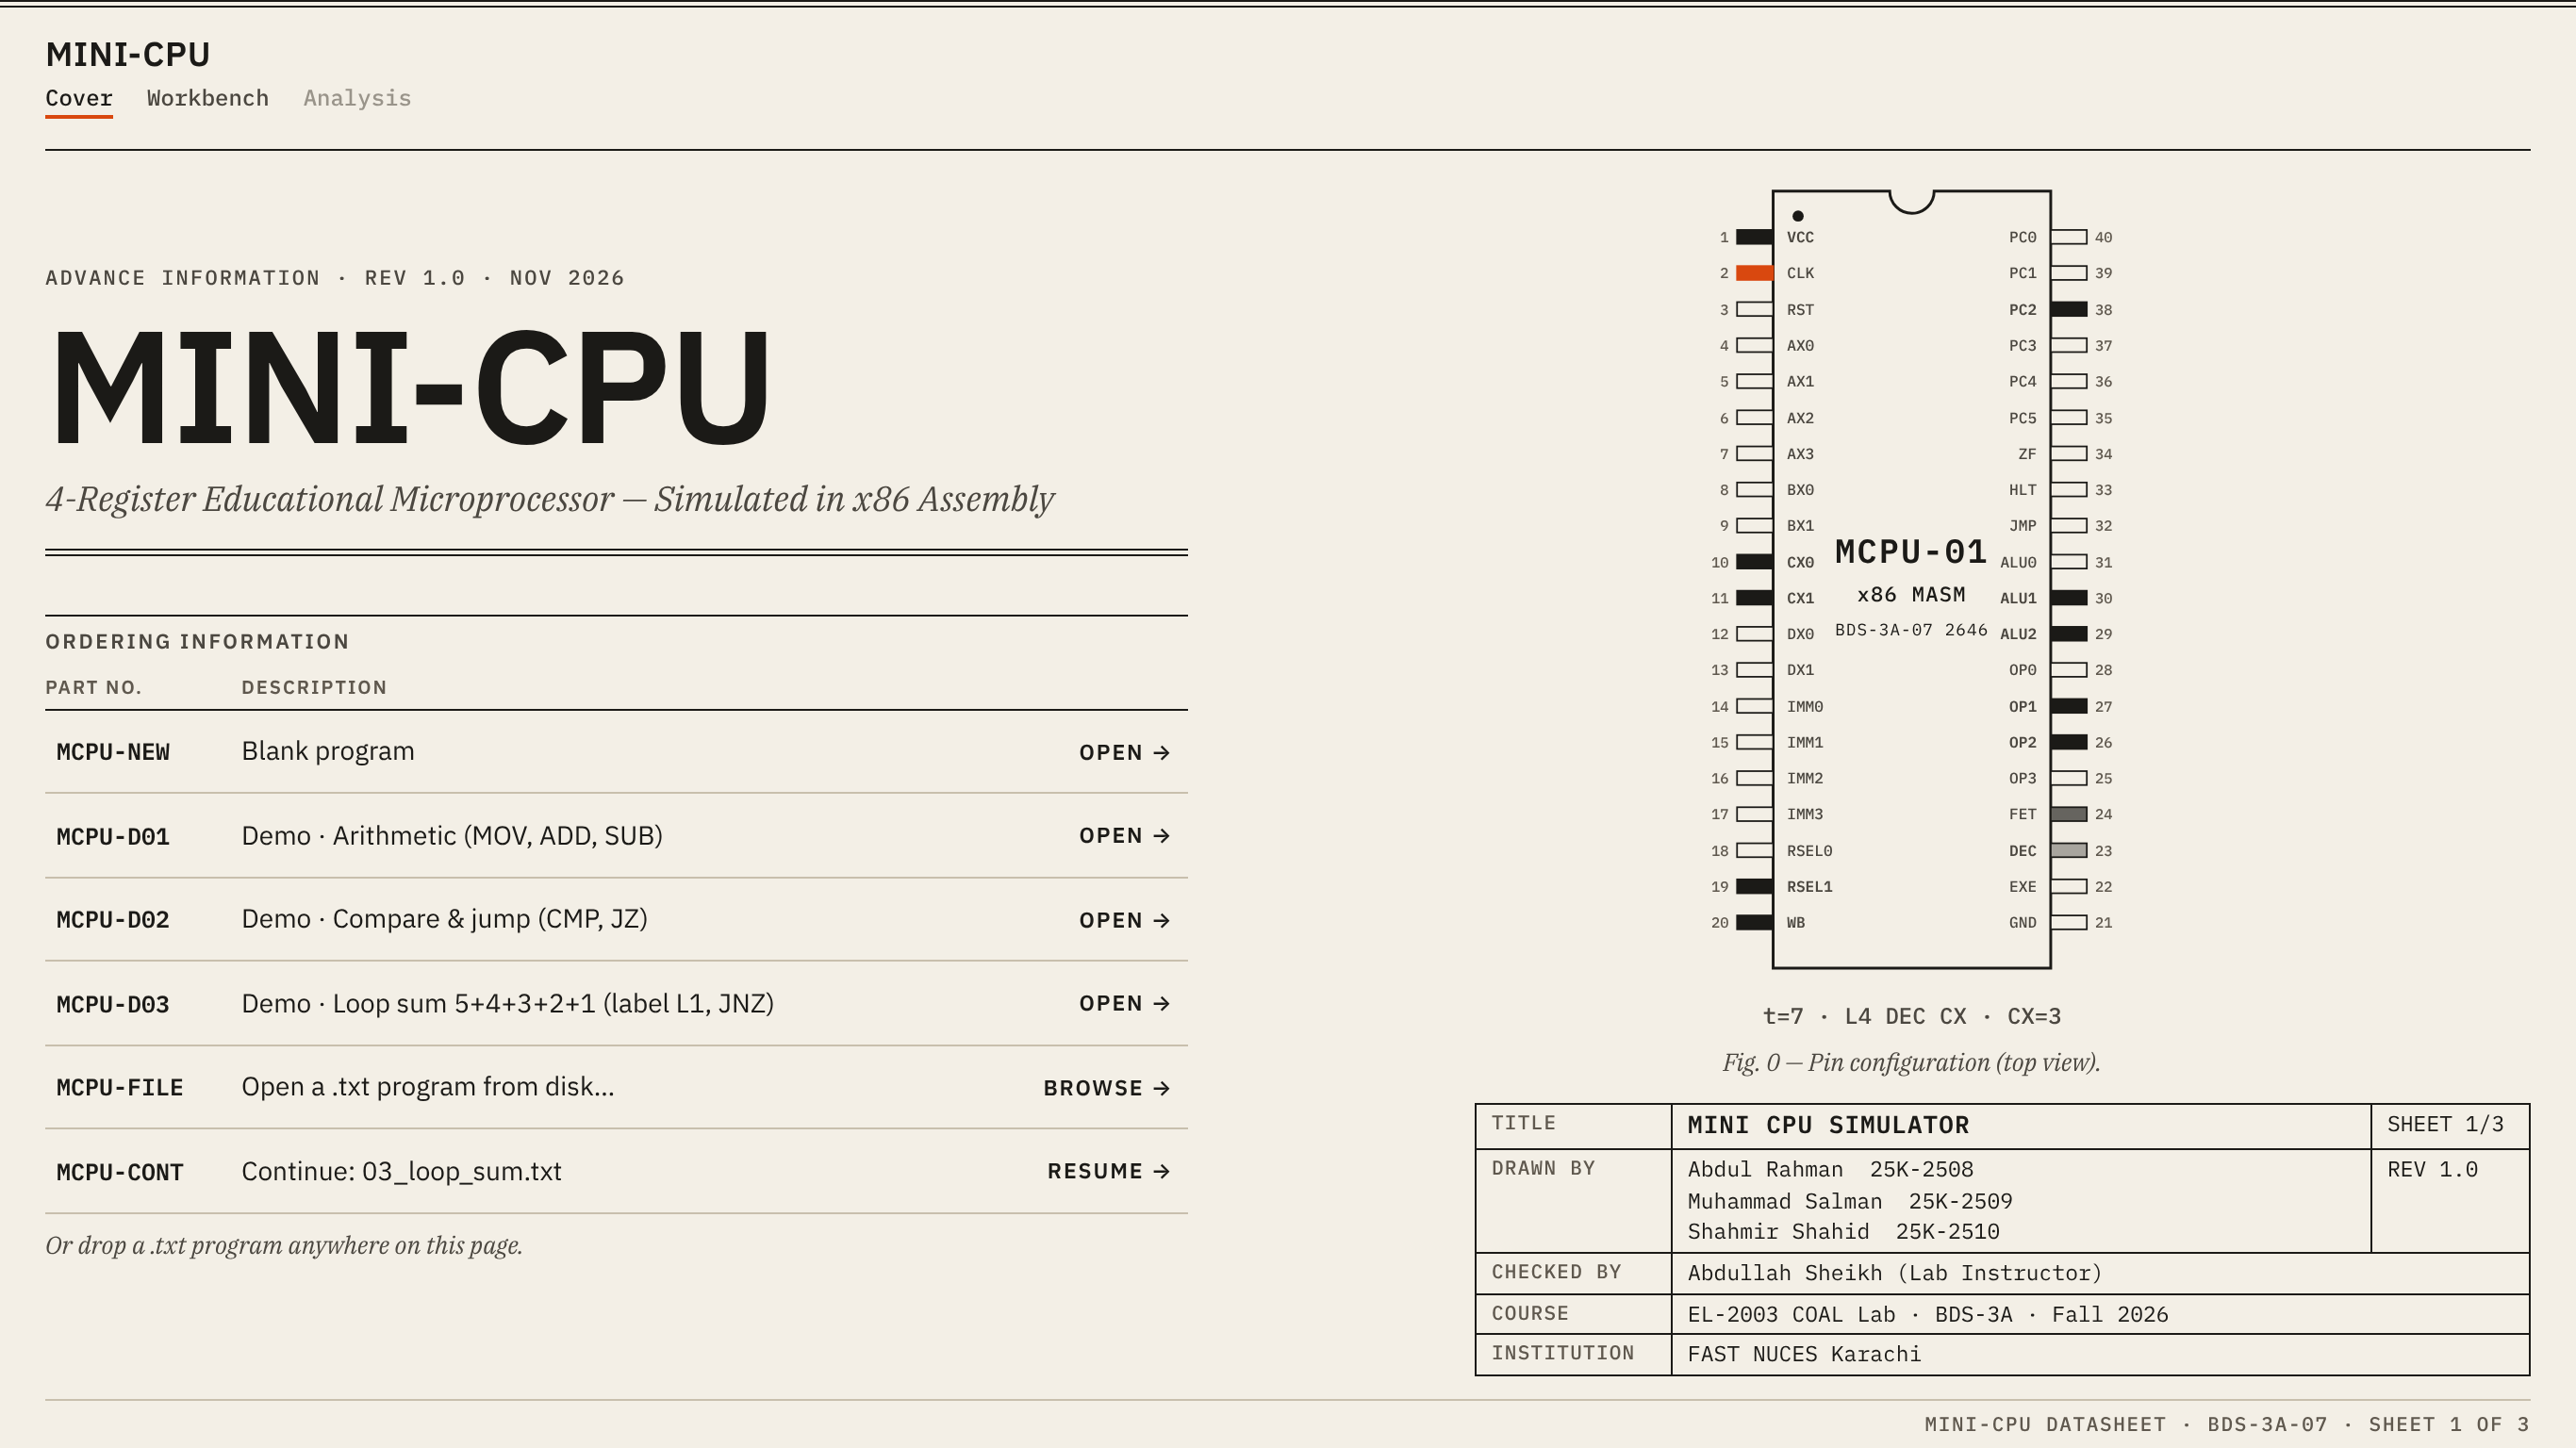 MINI-CPU
Cover Workbench Analysis
ADVANCE INFORMATION · REV 1.0 · NOV 2026
MINI-CPU
4-Register Educational Microprocessor — Simulated in x86 Assembly
ORDERING INFORMATION
PART NO. DESCRIPTION
MCPU-NEW Blank program OPEN →
MCPU-D01 Demo · Arithmetic (MOV, ADD, SUB) OPEN →
MCPU-D02 Demo · Compare & jump (CMP, JZ) OPEN →
MCPU-D03 Demo · Loop sum 5+4+3+2+1 (label L1, JNZ) OPEN →
MCPU-FILE Open a .txt program from disk… BROWSE →
MCPU-CONT Continue: 03_loop_sum.txt RESUME →
Or drop a .txt program anywhere on this page.
1 VCC PC0 40
2 CLK PC1 39
3 RST PC2 38
4 AX0 PC3 37
5 AX1 PC4 36
6 AX2 PC5 35
7 AX3 ZF 34
8 BX0 HLT 33
9 BX1 JMP 32
MCPU-01
10 CX0 ALU0 31
x86 MASM
11 CX1 ALU1 30
BDS-3A-07 2646
12 DX0 ALU2 29
13 DX1 OP0 28
14 IMM0 OP1 27
15 IMM1 OP2 26
16 IMM2 OP3 25
17 IMM3 FET 24
18 RSEL0 DEC 23
19 RSEL1 EXE 22
20 WB GND 21
t=7 · L4 DEC CX · CX=3
Fig. 0 — Pin configuration (top view).
TITLE MINI CPU SIMULATOR SHEET 1/3
DRAWN BY Abdul Rahman 25K-2508 REV 1.0
Muhammad Salman 25K-2509
Shahmir Shahid 25K-2510
CHECKED BY Abdullah Sheikh (Lab Instructor)
COURSE EL-2003 COAL Lab · BDS-3A · Fall 2026
INSTITUTION FAST NUCES Karachi
MINI-CPU DATASHEET · BDS-3A-07 · SHEET 1 OF 3